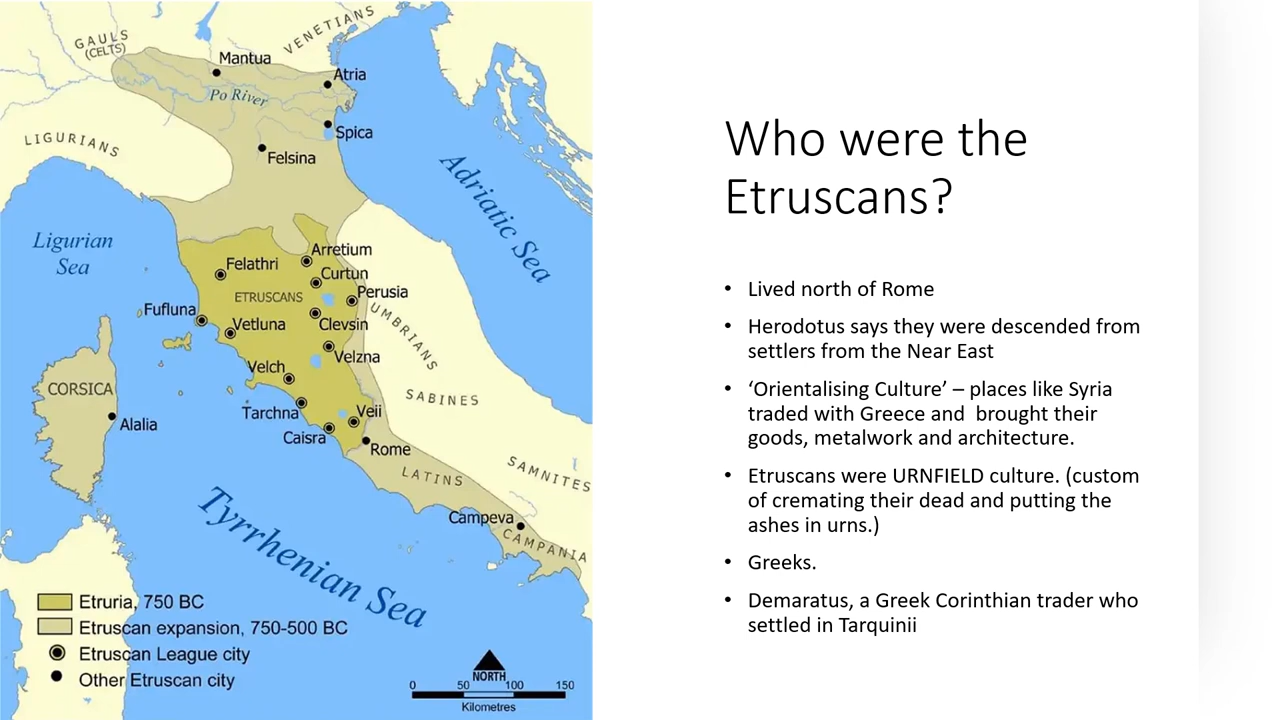 GAULS
(CELTS)
VENETIANS
Mantua
Atria
Po River
Spica
LIGURIANS
Felsina
Adriatic Sea
Ligurian
Sea
Arretium
Felathri
Curtun
ETRUSCANS
Perusia
Fufluna
Vetluna
Clevsin
UMBRIANS
Velzna
Velch
CORSICA
SABINES
Tarchna
Veii
Alalia
Caisra
Rome
LATINS
SAMNITES
Tyrrhenian Sea
Campeva
CAMPANIA
Etruria, 750 BC
Etruscan expansion, 750-500 BC
Etruscan League city
Other Etruscan city
NORTH
0 50 100 150
Kilometres
Who were the
Etruscans?
• Lived north of Rome
• Herodotus says they were descended from
settlers from the Near East
• ‘Orientalising Culture’ – places like Syria
traded with Greece and  brought their
goods, metalwork and architecture.
• Etruscans were URNFIELD culture. (custom
of cremating their dead and putting the
ashes in urns.)
• Greeks.
• Demaratus, a Greek Corinthian trader who
settled in Tarquinii